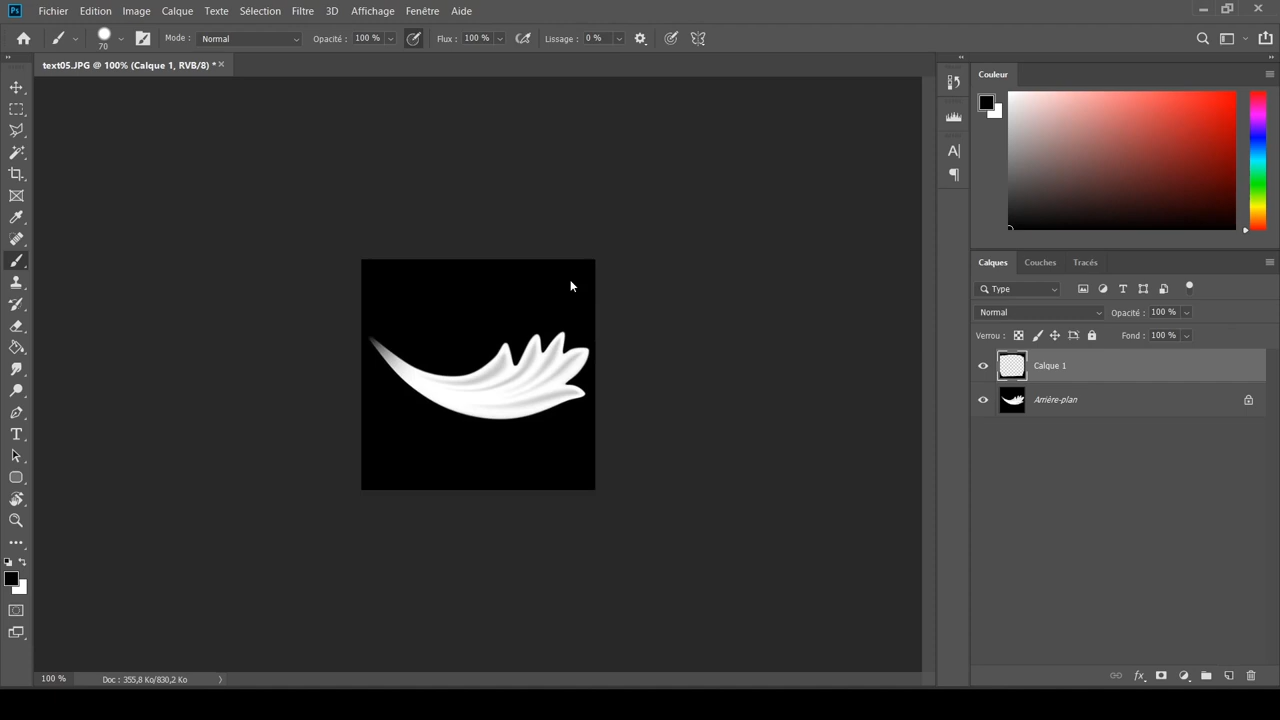 Ps Fichier Edition Image Calque Texte Sélection Filtre 3D Affichage Fenêtre Aide
70 Mode : Normal Opacité : 100 % Flux : 100 % Lissage : 0 %
text05.JPG @ 100% (Calque 1, RVB/8) *
Couleur
Calques Couches Tracés
Type
Normal Opacité : 100 %
Verrou : Fond : 100 %
Calque 1
Arrière-plan
fx
100 % Doc : 355,8 Ko/830,2 Ko